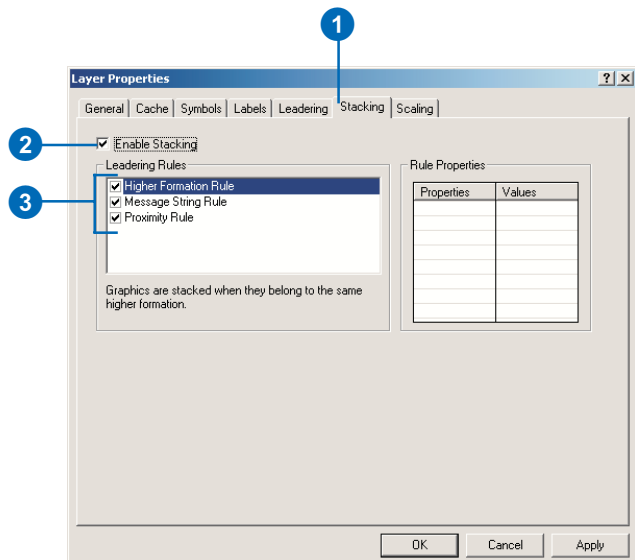 1
Layer Properties
General Cache Symbols Labels Leadering Stacking Scaling
2
Enable Stacking
Leadering Rules
Rule Properties
3
Higher Formation Rule
Message String Rule
Proximity Rule
Properties Values
Graphics are stacked when they belong to the same
higher formation.
OK Cancel Apply